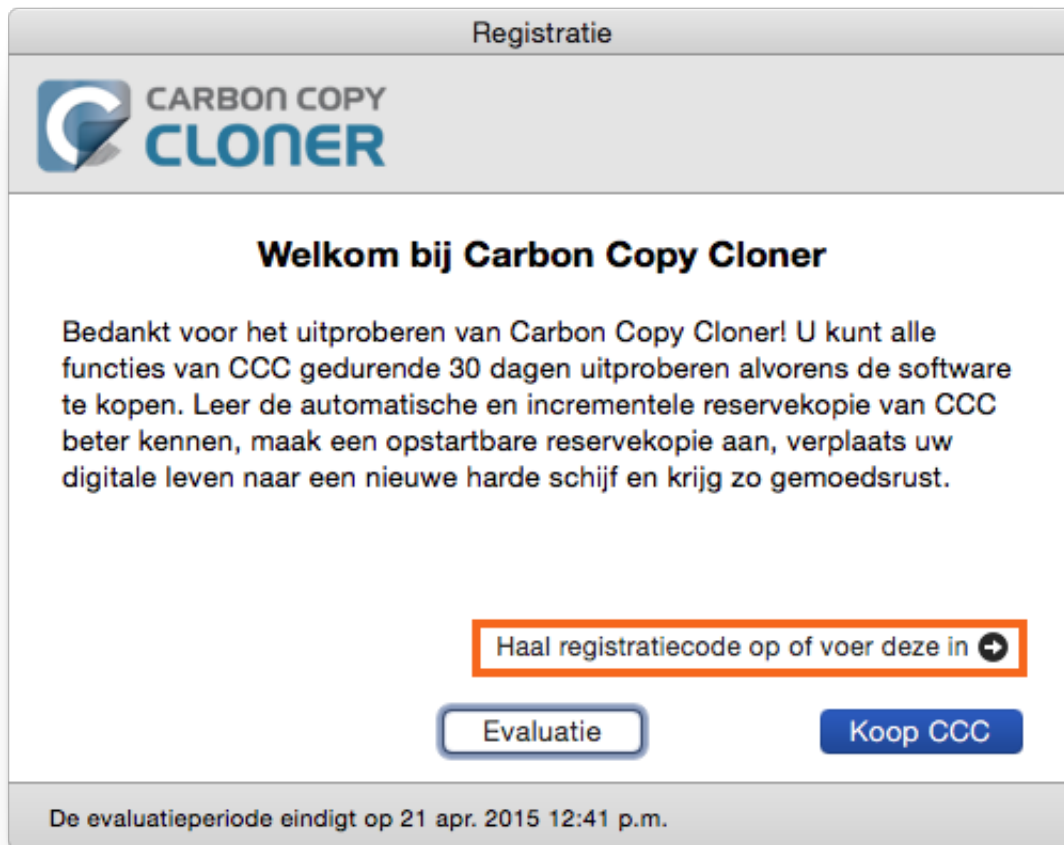 Registratie
CARBON COPY
CLONER
Welkom bij Carbon Copy Cloner
Bedankt voor het uitproberen van Carbon Copy Cloner! U kunt alle
functies van CCC gedurende 30 dagen uitproberen alvorens de software
te kopen. Leer de automatische en incrementele reservekopie van CCC
beter kennen, maak een opstartbare reservekopie aan, verplaats uw
digitale leven naar een nieuwe harde schijf en krijg zo gemoedsrust.
Haal registratiecode op of voer deze in
Evaluatie
Koop CCC
De evaluatieperiode eindigt op 21 apr. 2015 12:41 p.m.